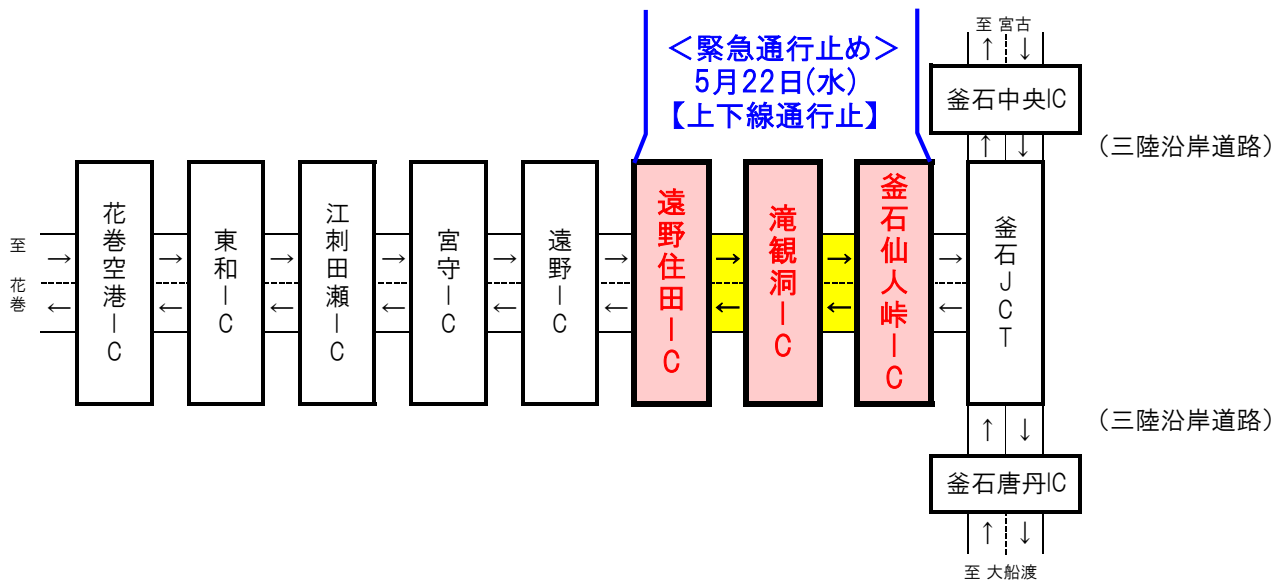 至 宮古
↑ ↓
<緊急通行止め>
5月22日(水)
【上下線通行止】
釜石中央IC
↑ ↓
(三陸沿岸道路)
至 花巻
→
←
花巻空港IC
→
←
東和IC
→
←
江刺田瀬IC
→
←
宮守IC
→
←
遠野IC
→
←
遠野住田IC
→
←
滝観洞IC
→
←
釜石仙人峠IC
→
←
釜石JCT
(三陸沿岸道路)
↑ ↓
釜石唐丹IC
↑ ↓
至 大船渡